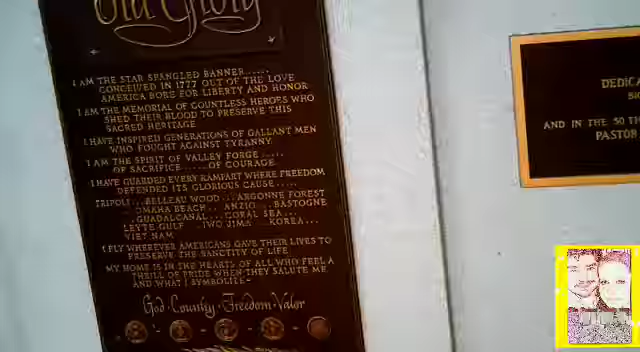 Old Glory
I AM THE STAR SPANGLED BANNER.....
CONCEIVED IN 1777 OUT OF THE LOVE
AMERICA BORE FOR LIBERTY AND HONOR
I AM THE MEMORIAL OF COUNTLESS HEROES WHO
SHED THEIR BLOOD TO PRESERVE THIS
SACRED HERITAGE
I HAVE INSPIRED GENERATIONS OF GALLANT MEN
WHO FOUGHT AGAINST TYRANNY
I AM THE SPIRIT OF VALLEY FORGE.....
OF SACRIFICE.....OF COURAGE
I HAVE GUARDED EVERY RAMPART WHERE FREEDOM
DEFENDED ITS GLORIOUS CAUSE.....
TRIPOLI...BELLEAU WOOD...ARGONNE FOREST
OMAHA BEACH...ANZIO...BASTOGNE
GUADALCANAL...CORAL SEA...
LEYTE GULF...IWO JIMA...KOREA...
VIET NAM
I FLY WHEREVER AMERICANS GAVE THEIR LIVES TO
PRESERVE THE SANCTITY OF LIFE
MY HOME IS IN THE HEARTS OF ALL WHO FEEL A
THRILL OF PRIDE WHEN THEY SALUTE ME
AND WHAT I SYMBOLIZE-
God·Country·Freedom·Valor
DEDICA
AND IN THE 50 TH
PASTOR